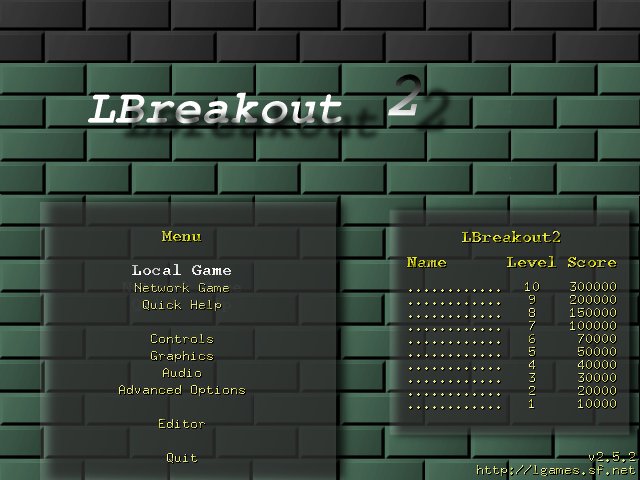 LBreakout 2
Menu
Local Game
Network Game
Quick Help
Controls
Graphics
Audio
Advanced Options
Editor
Quit
LBreakout2
Name Level Score
............ 10 300000
............ 9 200000
............ 8 150000
............ 7 100000
............ 6 70000
............ 5 50000
............ 4 40000
............ 3 30000
............ 2 20000
............ 1 10000
v2.5.2
http://lgames.sf.net